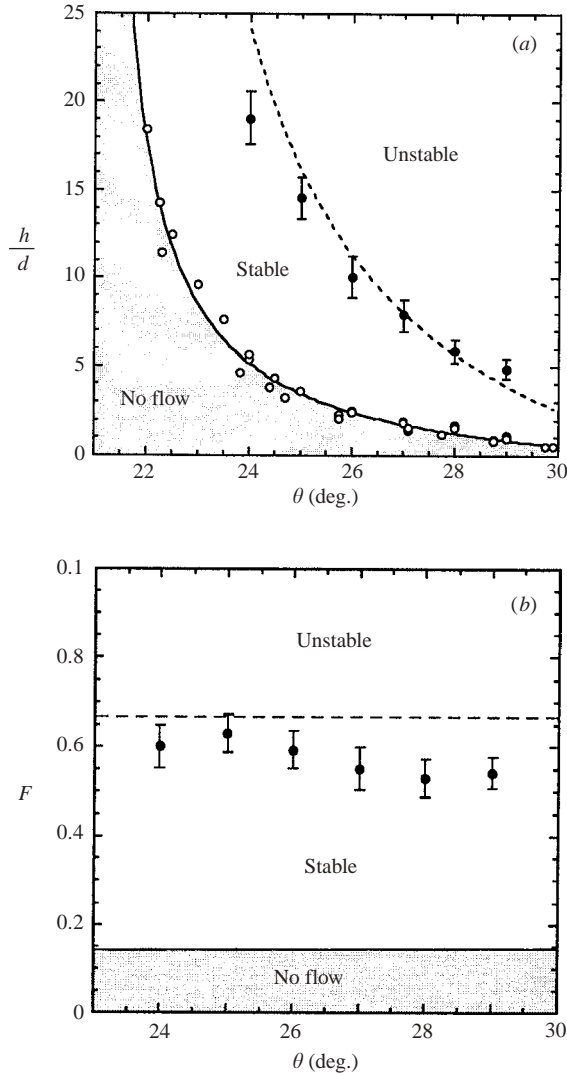 25
(a)
20
Unstable
15
h
d
Stable
10
5
No flow
0
22
24
26
28
30
θ (deg.)
0.1
(b)
Unstable
0.8
0.6
F
0.4
Stable
0.2
No flow
0
24
26
28
30
θ (deg.)